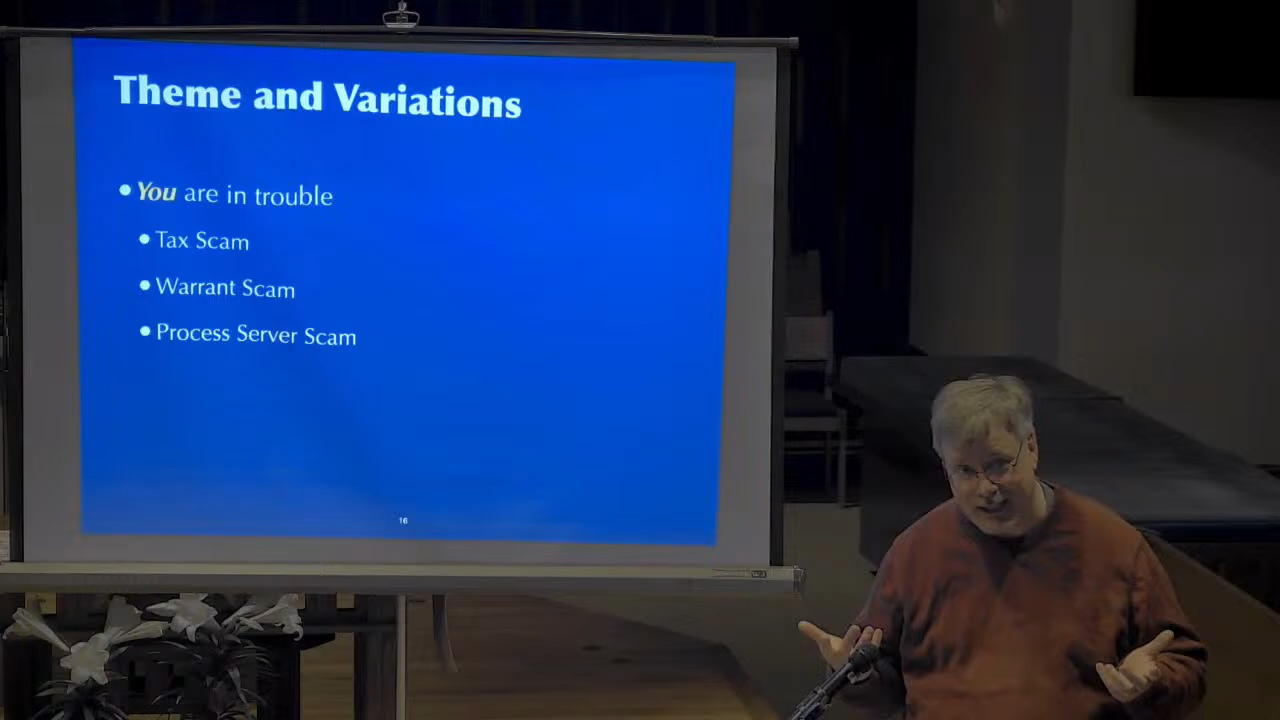 Theme and Variations
• You are in trouble
• Tax Scam
• Warrant Scam
• Process Server Scam
16